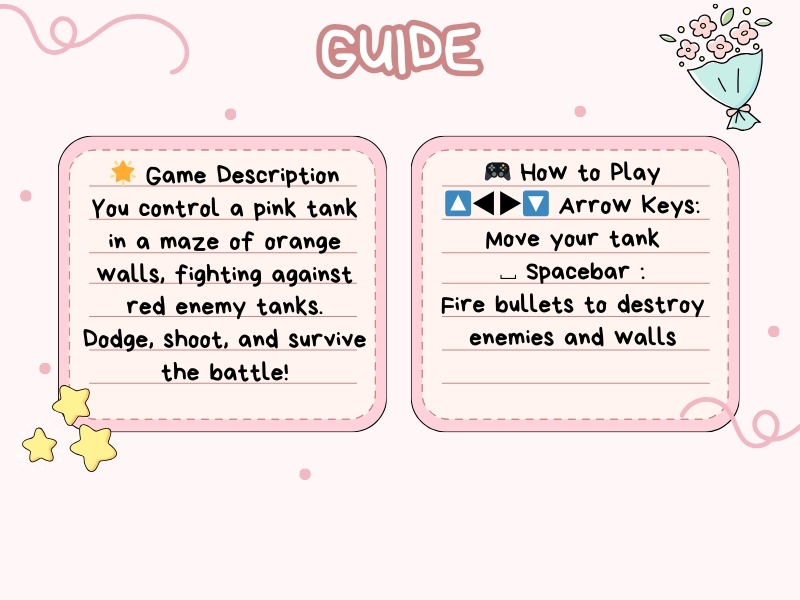 GUIDE
🌟 Game Description
You control a pink tank
in a maze of orange
walls, fighting against
red enemy tanks.
Dodge, shoot, and survive
the battle!
🎮 How to Play
🔼◀▶🔽 Arrow Keys:
Move your tank
⎵ Spacebar :
Fire bullets to destroy
enemies and walls